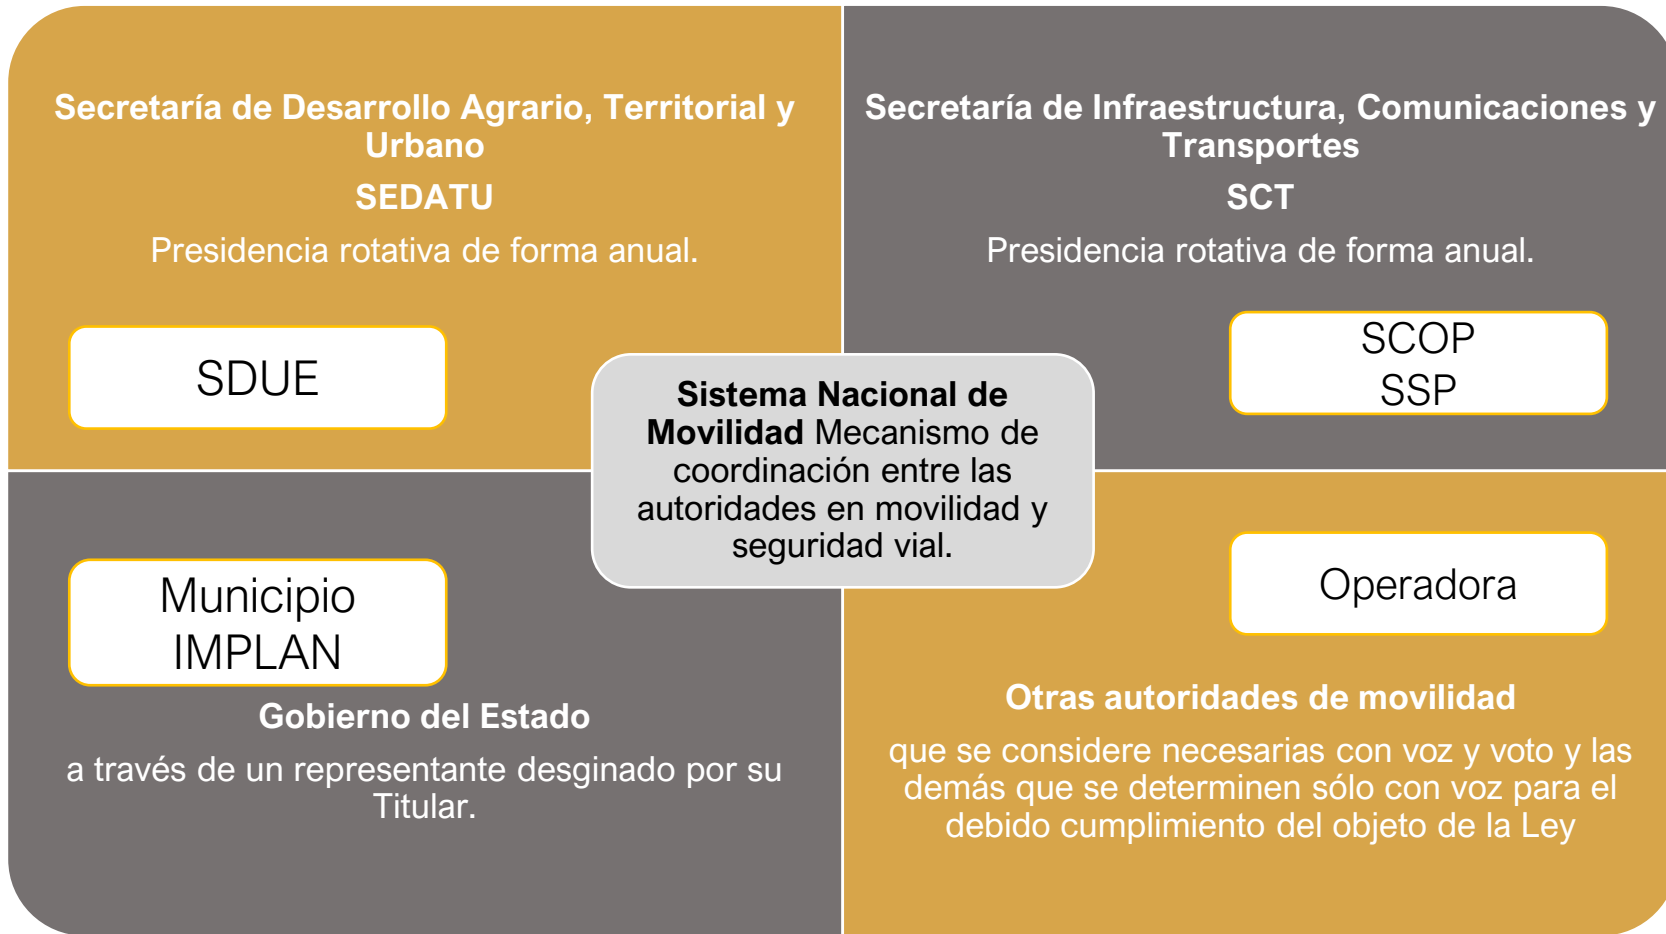 Secretaría de Desarrollo Agrario, Territorial y
Urbano
SEDATU
Presidencia rotativa de forma anual.
SDUE
Secretaría de Infraestructura, Comunicaciones y
Transportes
SCT
Presidencia rotativa de forma anual.
SCOP
SSP
Sistema Nacional de
Movilidad Mecanismo de
coordinación entre las
autoridades en movilidad y
seguridad vial.
Municipio
IMPLAN
Gobierno del Estado
a través de un representante desginado por su
Titular.
Operadora
Otras autoridades de movilidad
que se considere necesarias con voz y voto y las
demás que se determinen sólo con voz para el
debido cumplimiento del objeto de la Ley